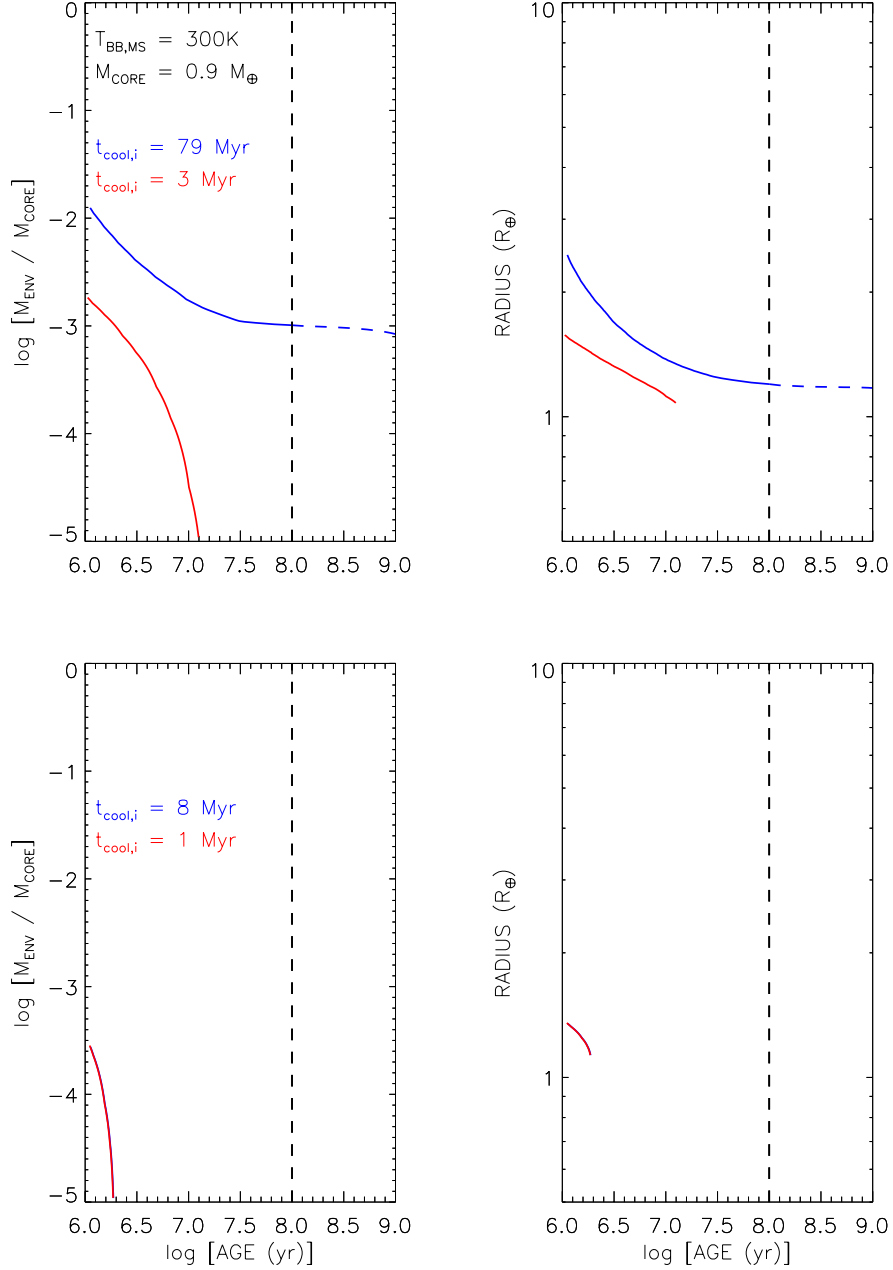 0
-1
-2
-3
-4
-5
log [M_ENV / M_CORE]
T_BB,MS = 300K
M_CORE = 0.9 M_⊕
t_cool,i = 79 Myr
t_cool,i = 3 Myr
6.0 6.5 7.0 7.5 8.0 8.5 9.0
10
1
RADIUS (R_⊕)
6.0 6.5 7.0 7.5 8.0 8.5 9.0
0
-1
-2
-3
-4
-5
log [M_ENV / M_CORE]
t_cool,i = 8 Myr
t_cool,i = 1 Myr
6.0 6.5 7.0 7.5 8.0 8.5 9.0
log [AGE (yr)]
10
1
RADIUS (R_⊕)
6.0 6.5 7.0 7.5 8.0 8.5 9.0
log [AGE (yr)]